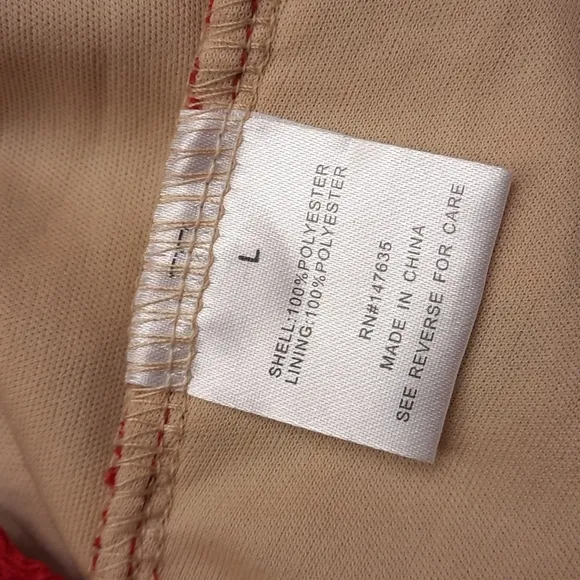 L
SHELL:100%POLYESTER
LINING:100%POLYESTER
RN#147635
MADE IN CHINA
SEE REVERSE FOR CARE